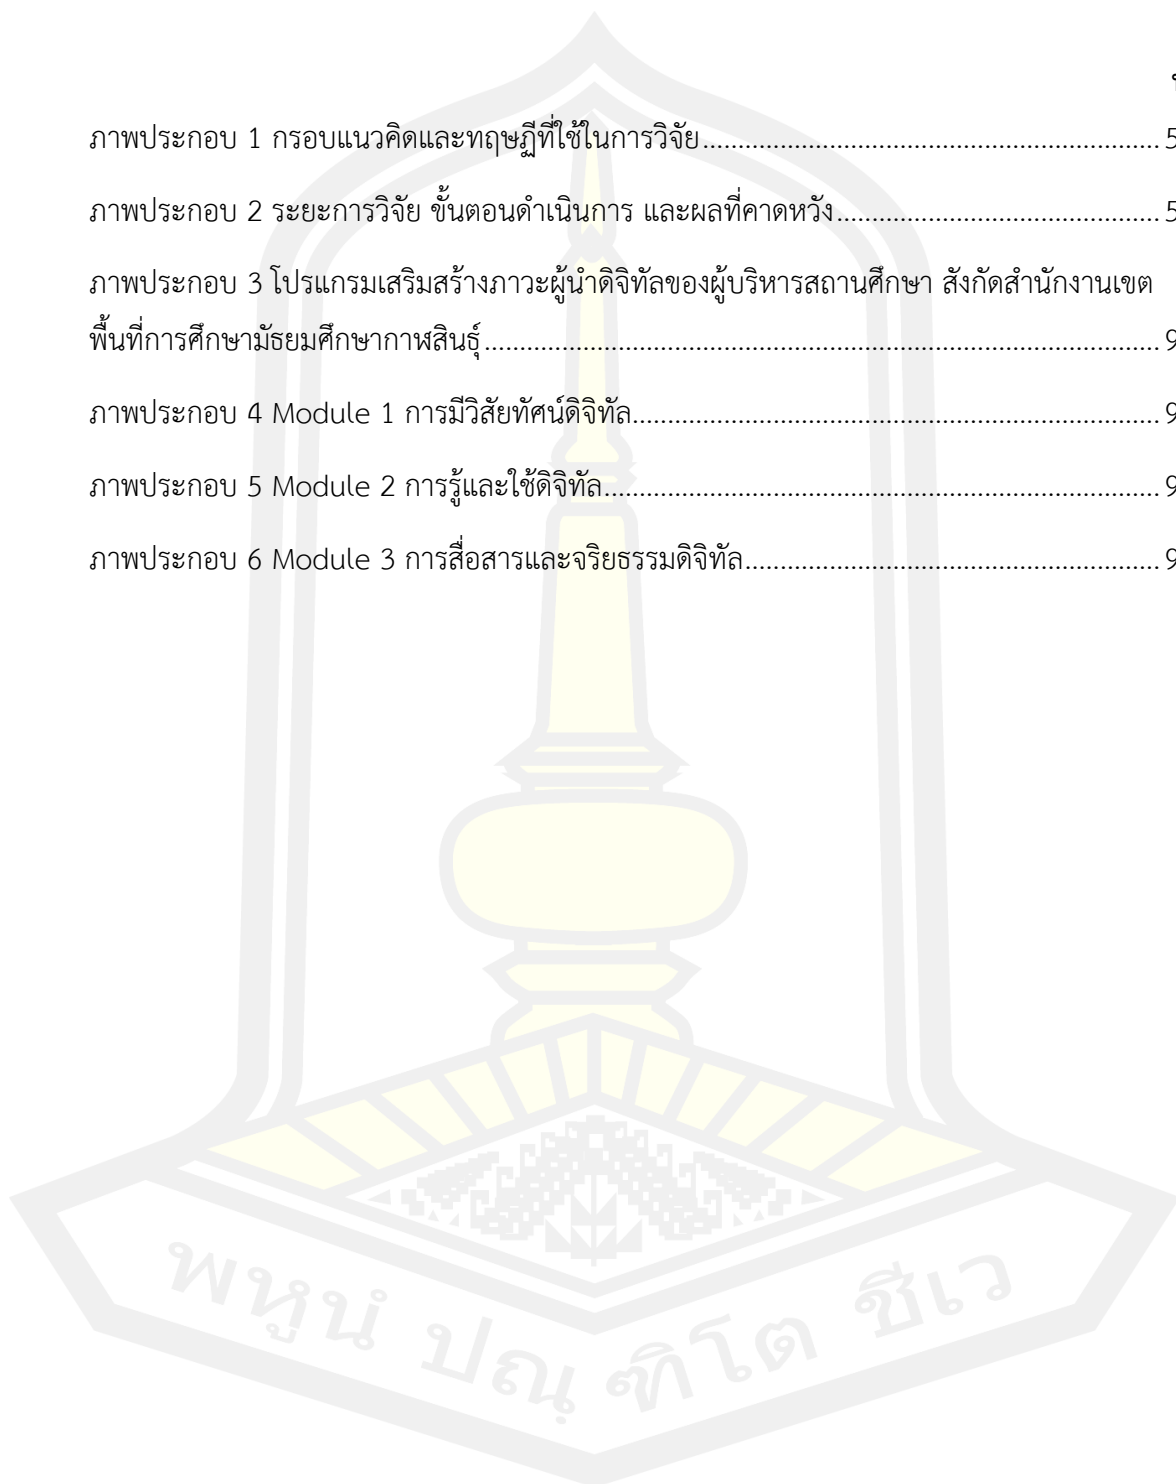 ภาพประกอบ 1 กรอบแนวคิดและทฤษฎีที่ใช้ในการวิจัย.......................................................................... 5
ภาพประกอบ 2 ระยะการวิจัย ขั้นตอนดำเนินการ และผลที่คาดหวัง.................................................... 5
ภาพประกอบ 3 โปรแกรมเสริมสร้างภาวะผู้นำดิจิทัลของผู้บริหารสถานศึกษา สังกัดสำนักงานเขต
พื้นที่การศึกษามัธยมศึกษากาฬสินธุ์............................................................................................................. 9
ภาพประกอบ 4 Module 1 การมีวิสัยทัศน์ดิจิทัล..................................................................................... 9
ภาพประกอบ 5 Module 2 การรู้และใช้ดิจิทัล.......................................................................................... 9
ภาพประกอบ 6 Module 3 การสื่อสารและจริยธรรมดิจิทัล................................................................... 9
พหูนํ ปณฺฑิโต ชีเว